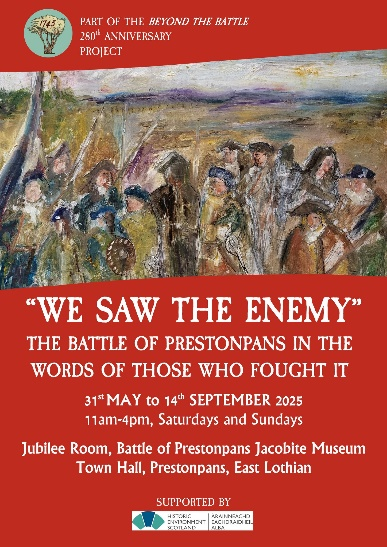 1745
PART OF THE BEYOND THE BATTLE
280th ANNIVERSARY
PROJECT
“WE SAW THE ENEMY”
THE BATTLE OF PRESTONPANS IN THE
WORDS OF THOSE WHO FOUGHT IT
31st MAY to 14th SEPTEMBER 2025
11am-4pm, Saturdays and Sundays
Jubilee Room, Battle of Prestonpans Jacobite Museum
Town Hall, Prestonpans, East Lothian
SUPPORTED BY
HISTORIC
ENVIRONMENT
SCOTLAND
ÀRAINNEACHD
EACHDRAIDHEIL
ALBA